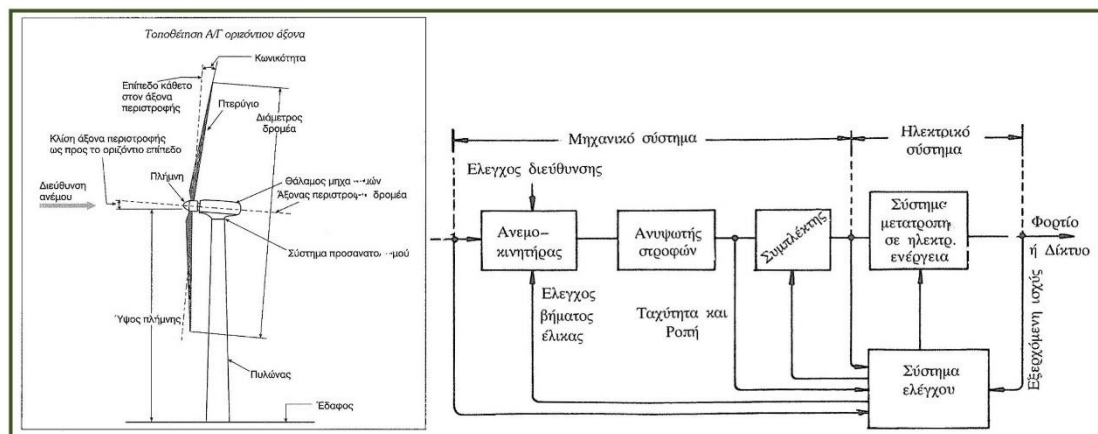 Τοποθέτηση Α/Γ οριζόντιου άξονα
Κωνικότητα
Επίπεδο κάθετο
στον άξονα
περιστροφής
Πτερύγιο
Διάμετρος
δρομέα
Κλίση άξονα περιστροφής
ως προς το οριζόντιο επίπεδο
Πλήμνη
Θάλαμος
Διεύθυνση
ανέμου
Άξονας δρομέα
Σύστημα
Ύψος πλήμνης
Πυλώνας
Έδαφος
Μηχανικό σύστημα
Ηλεκτρικό
σύστημα
Ελεγχος διεύθυνσης
Ανεμο-
κινητήρας
Ανυψωτής
στροφών
Συμπλέκτης
μετατροπη
σε ηλεκτρ.
ενέργεια
Φορτίο
ή Δίκτυο
Ελεγχος
βήματος
έλικας
Ταχύτητα και
Ροπή
Σύστημα
ελέγχου
Εξερχόμενη ισχύς